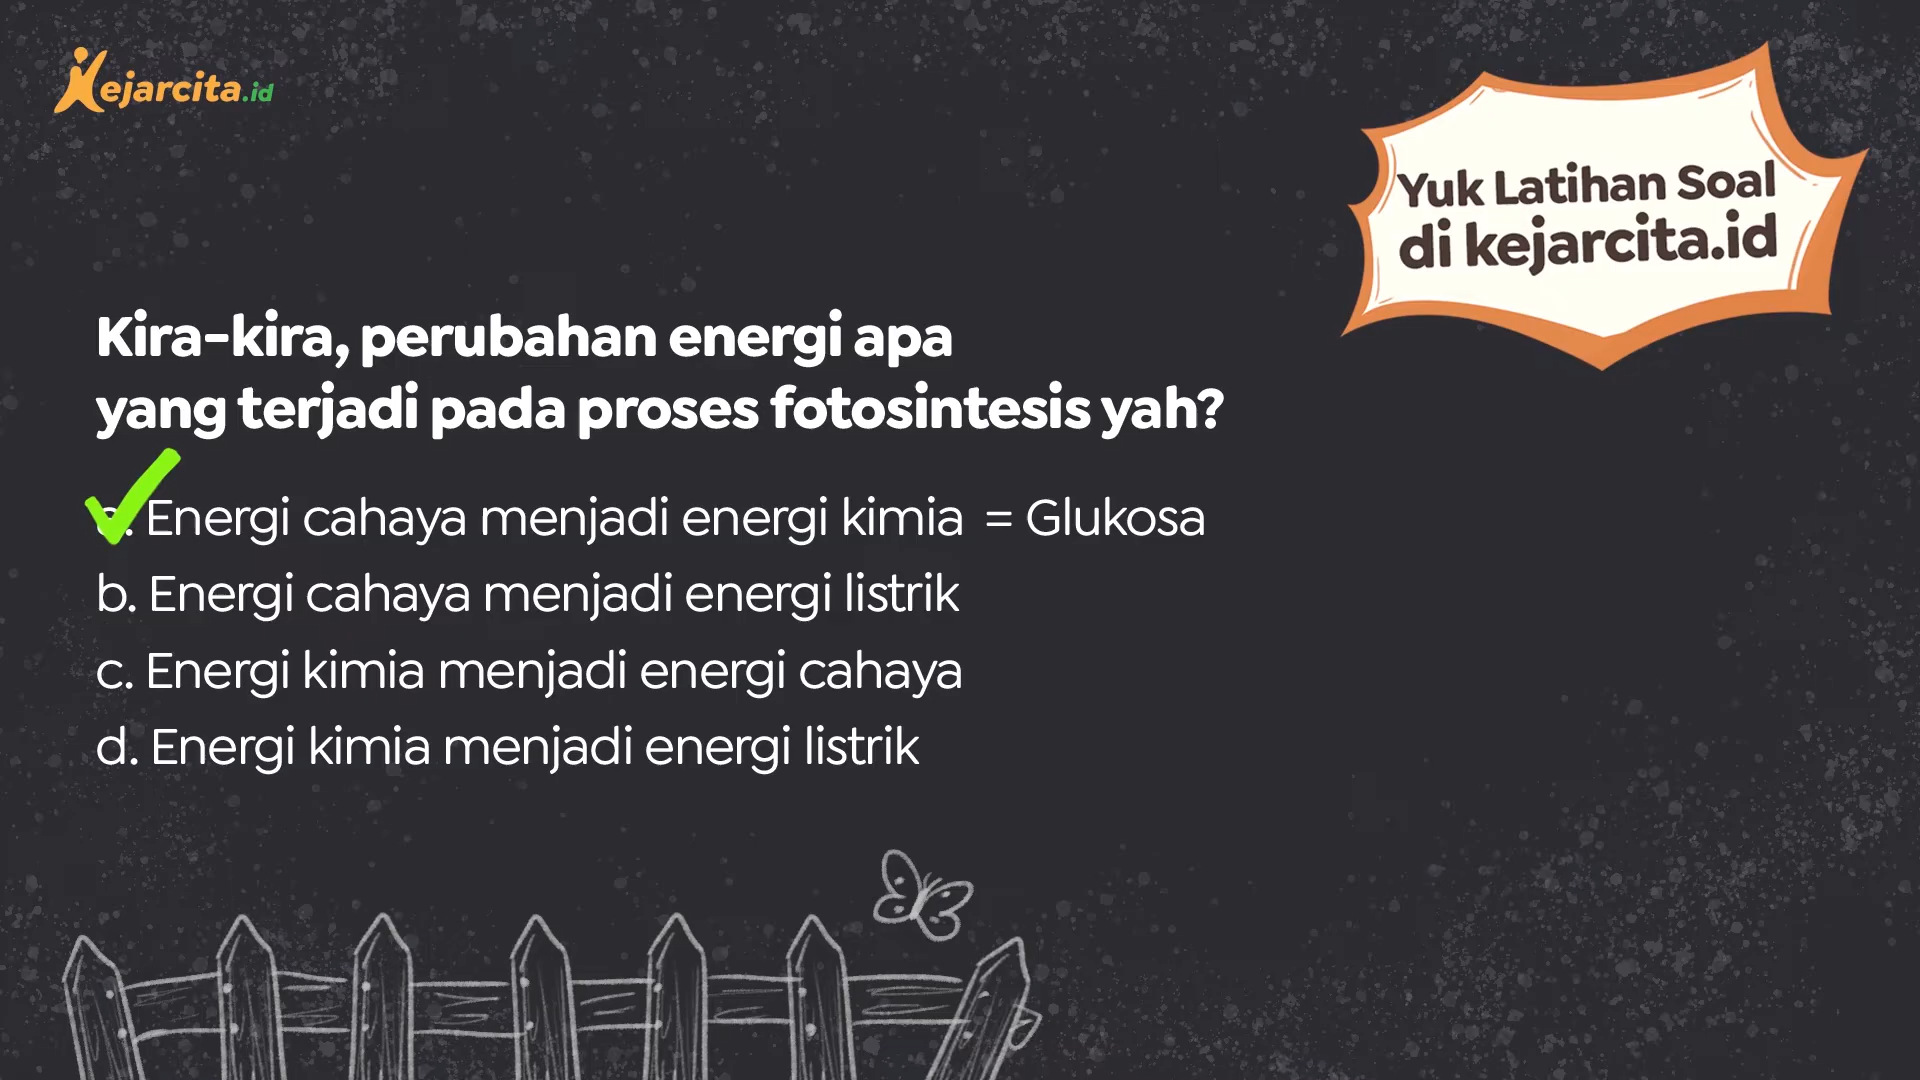 Kejarcita.id
Yuk Latihan Soal
di kejarcita.id
Kira-kira, perubahan energi apa
yang terjadi pada proses fotosintesis yah?
a. Energi cahaya menjadi energi kimia = Glukosa
b. Energi cahaya menjadi energi listrik
c. Energi kimia menjadi energi cahaya
d. Energi kimia menjadi energi listrik